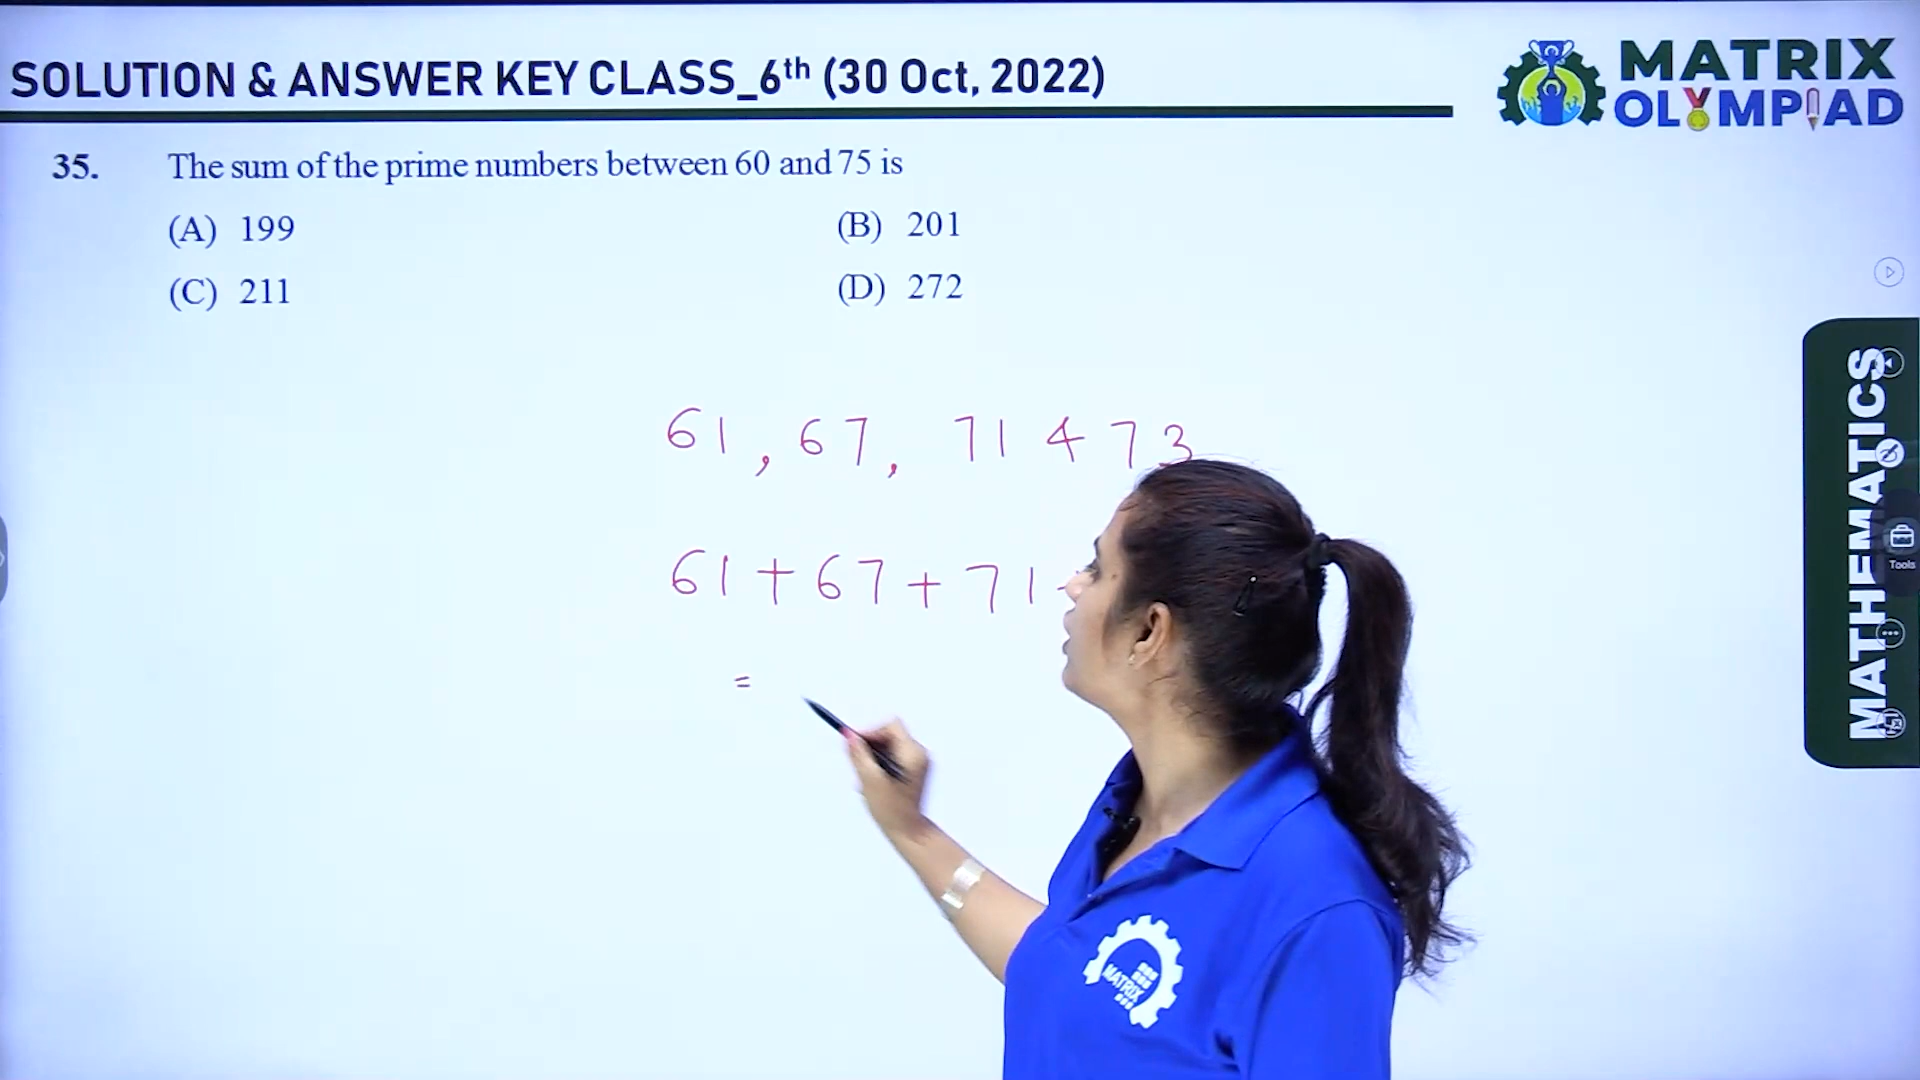 SOLUTION & ANSWER KEY CLASS_6th (30 Oct, 2022)
MATRIX
OLYMPIAD
35. The sum of the prime numbers between 60 and 75 is
(A) 199
(B) 201
(C) 211
(D) 272
61, 67, 71 & 73
61 + 67 + 71
=
MATHEMATICS
Tools
MATRIX